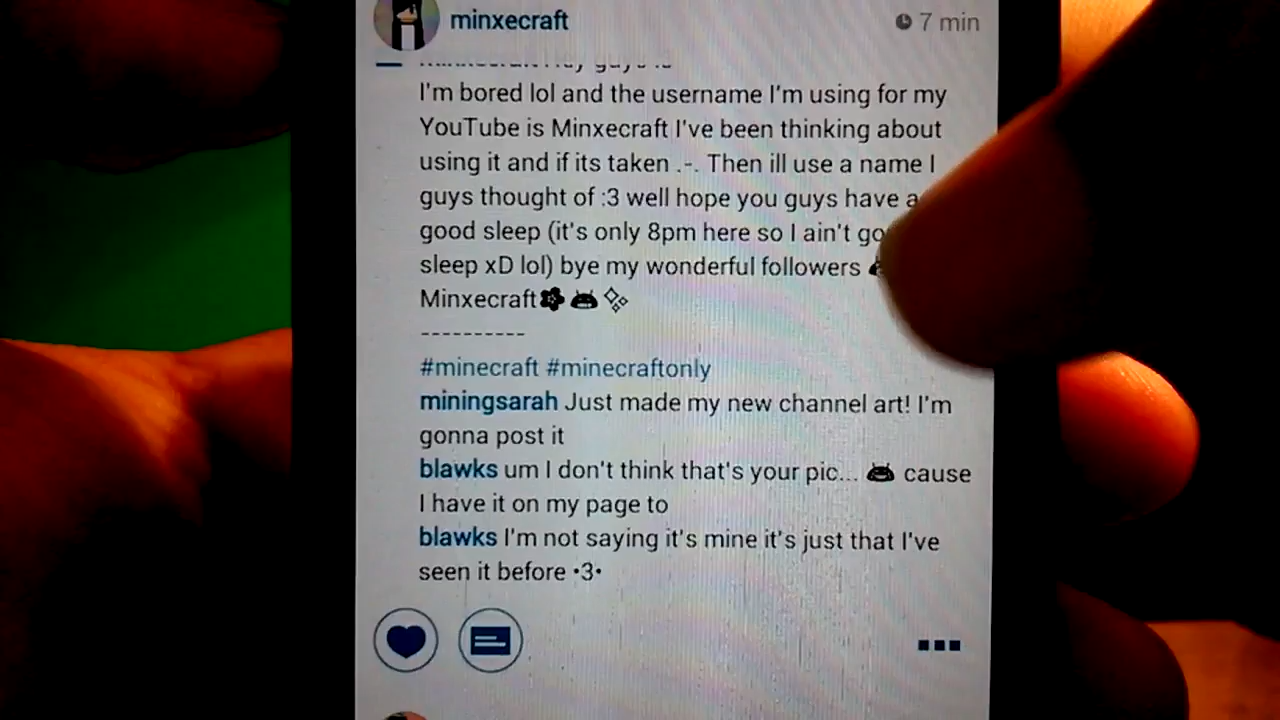 minxecraft 7 min
I'm bored lol and the username I'm using for my
YouTube is Minxecraft I've been thinking about
using it and if its taken .-. Then ill use a name I
guys thought of :3 well hope you guys have a
good sleep (it's only 8pm here so I ain't
sleep xD lol) bye my wonderful followers
Minxecraft
----------
#minecraft #minecraftonly
miningsarah Just made my new channel art! I'm
gonna post it
blawks um I don't think that's your pic... cause
I have it on my page to
blawks I'm not saying it's mine it's just that I've
seen it before •3•